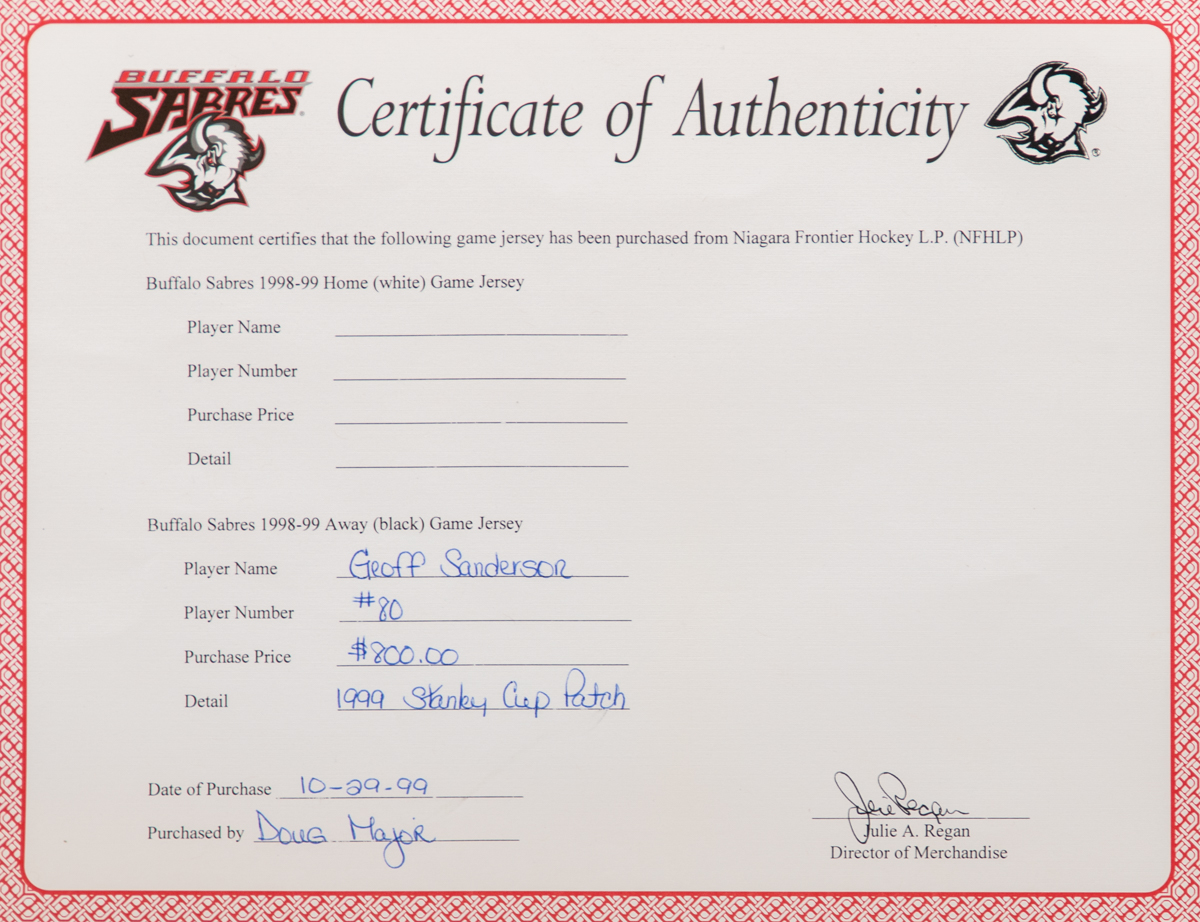 BUFFALO
SABRES
Certificate of Authenticity
This document certifies that the following game jersey has been purchased from Niagara Frontier Hockey L.P. (NFHLP)
Buffalo Sabres 1998-99 Home (white) Game Jersey
Player Name
Player Number
Purchase Price
Detail
Buffalo Sabres 1998-99 Away (black) Game Jersey
Player Name Geoff Sanderson
Player Number #80
Purchase Price $800.00
Detail 1999 Stanky Cup Patch
Date of Purchase 10-29-99
Purchased by Doug Major
Julie Regan
Julie A. Regan
Director of Merchandise